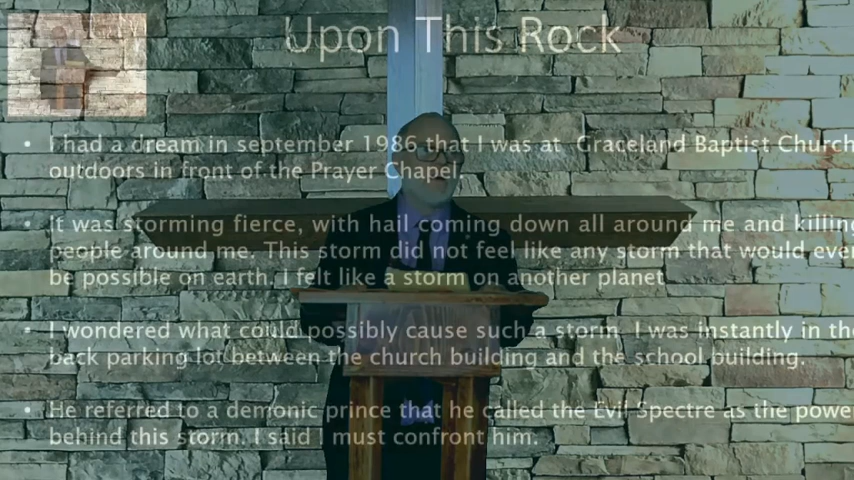 Upon This Rock
• I had a dream in september 1986 that I was at Graceland Baptist Church
outdoors in front of the Prayer Chapel.
• It was storming fierce, with hail coming down all around me and killing
people around me. This storm did not feel like any storm that would ever
be possible on earth. I felt like a storm on another planet
• I wondered what could possibly cause such a storm. I was instantly in the
back parking lot between the church building and the school building.
• He referred to a demonic prince that he called the Evil Spectre as the power
behind this storm. I said I must confront him.